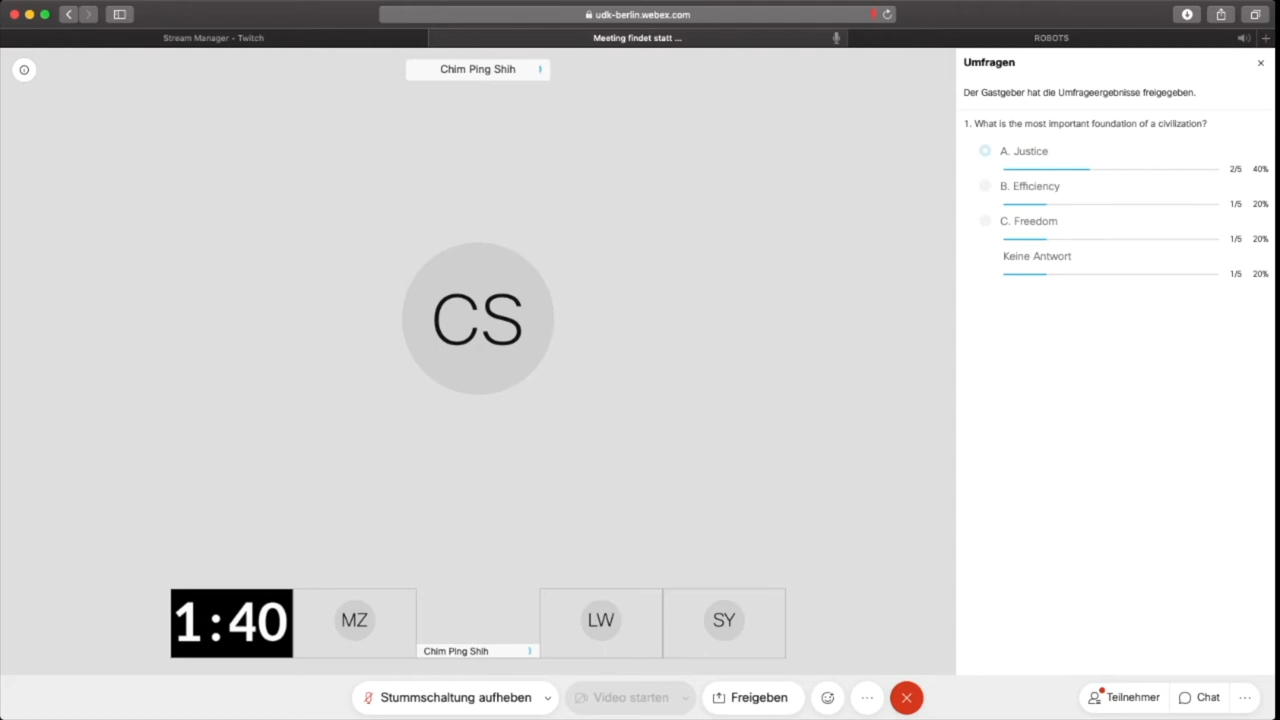 udk-berlin.webex.com
Stream Manager - Twitch
Meeting findet statt ...
ROBOTS
Chim Ping Shih
Umfragen
Der Gastgeber hat die Umfrageergebnisse freigegeben.
1. What is the most important foundation of a civilization?
A. Justice
2/5 40%
B. Efficiency
1/5 20%
C. Freedom
1/5 20%
Keine Antwort
1/5 20%
CS
1:40
MZ
Chim Ping Shih
LW
SY
Stummschaltung aufheben
Video starten
Freigeben
Teilnehmer
Chat